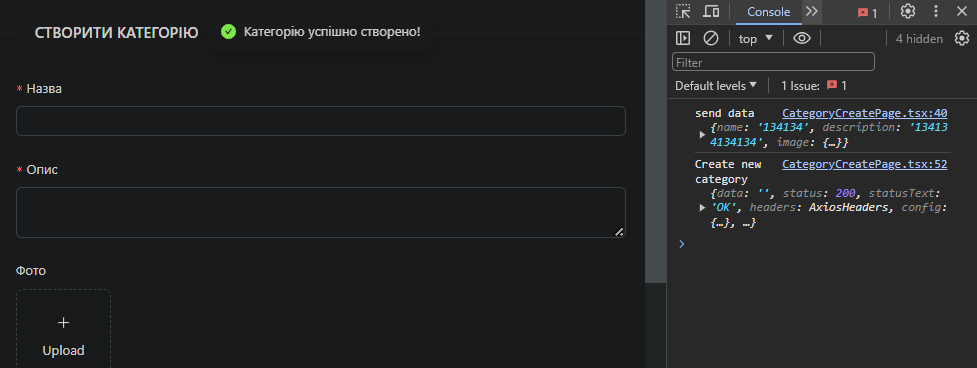 СТВОРИТИ КАТЕГОРІЮ
Категорію успішно створено!
* Назва
* Опис
Фото
+
Upload
Console
1
top
4 hidden
Filter
Default levels
1 Issue:
1
send data
CategoryCreatePage.tsx:40
{name: '134134', description: '13413
4134134', image: {…}}
Create new
CategoryCreatePage.tsx:52
category
{data: '', status: 200, statusText:
'OK', headers: AxiosHeaders, config:
{…}, …}